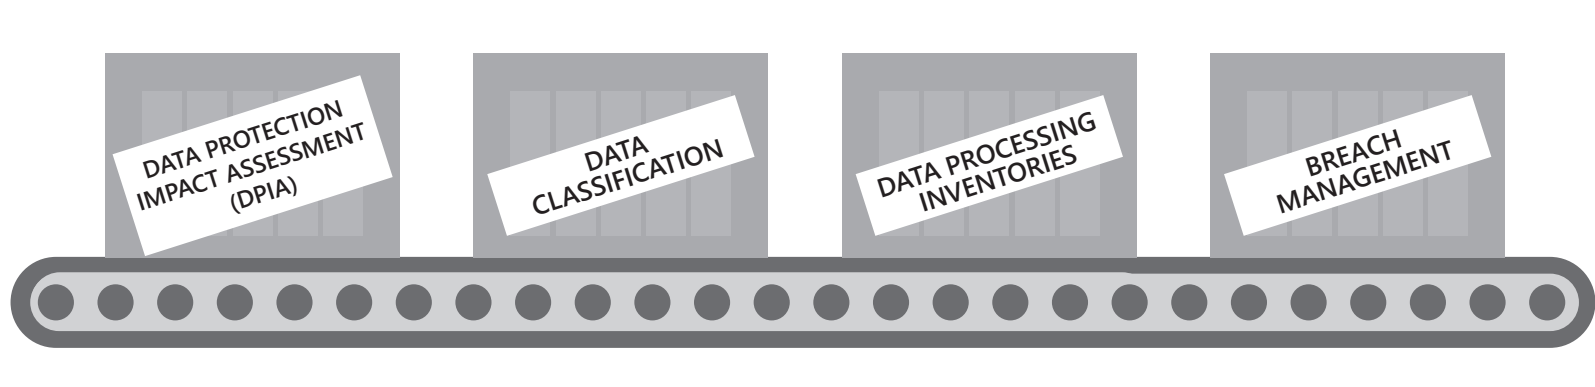 DATA PROTECTION
IMPACT ASSESSMENT
(DPIA)
DATA
CLASSIFICATION
DATA PROCESSING
INVENTORIES
BREACH
MANAGEMENT